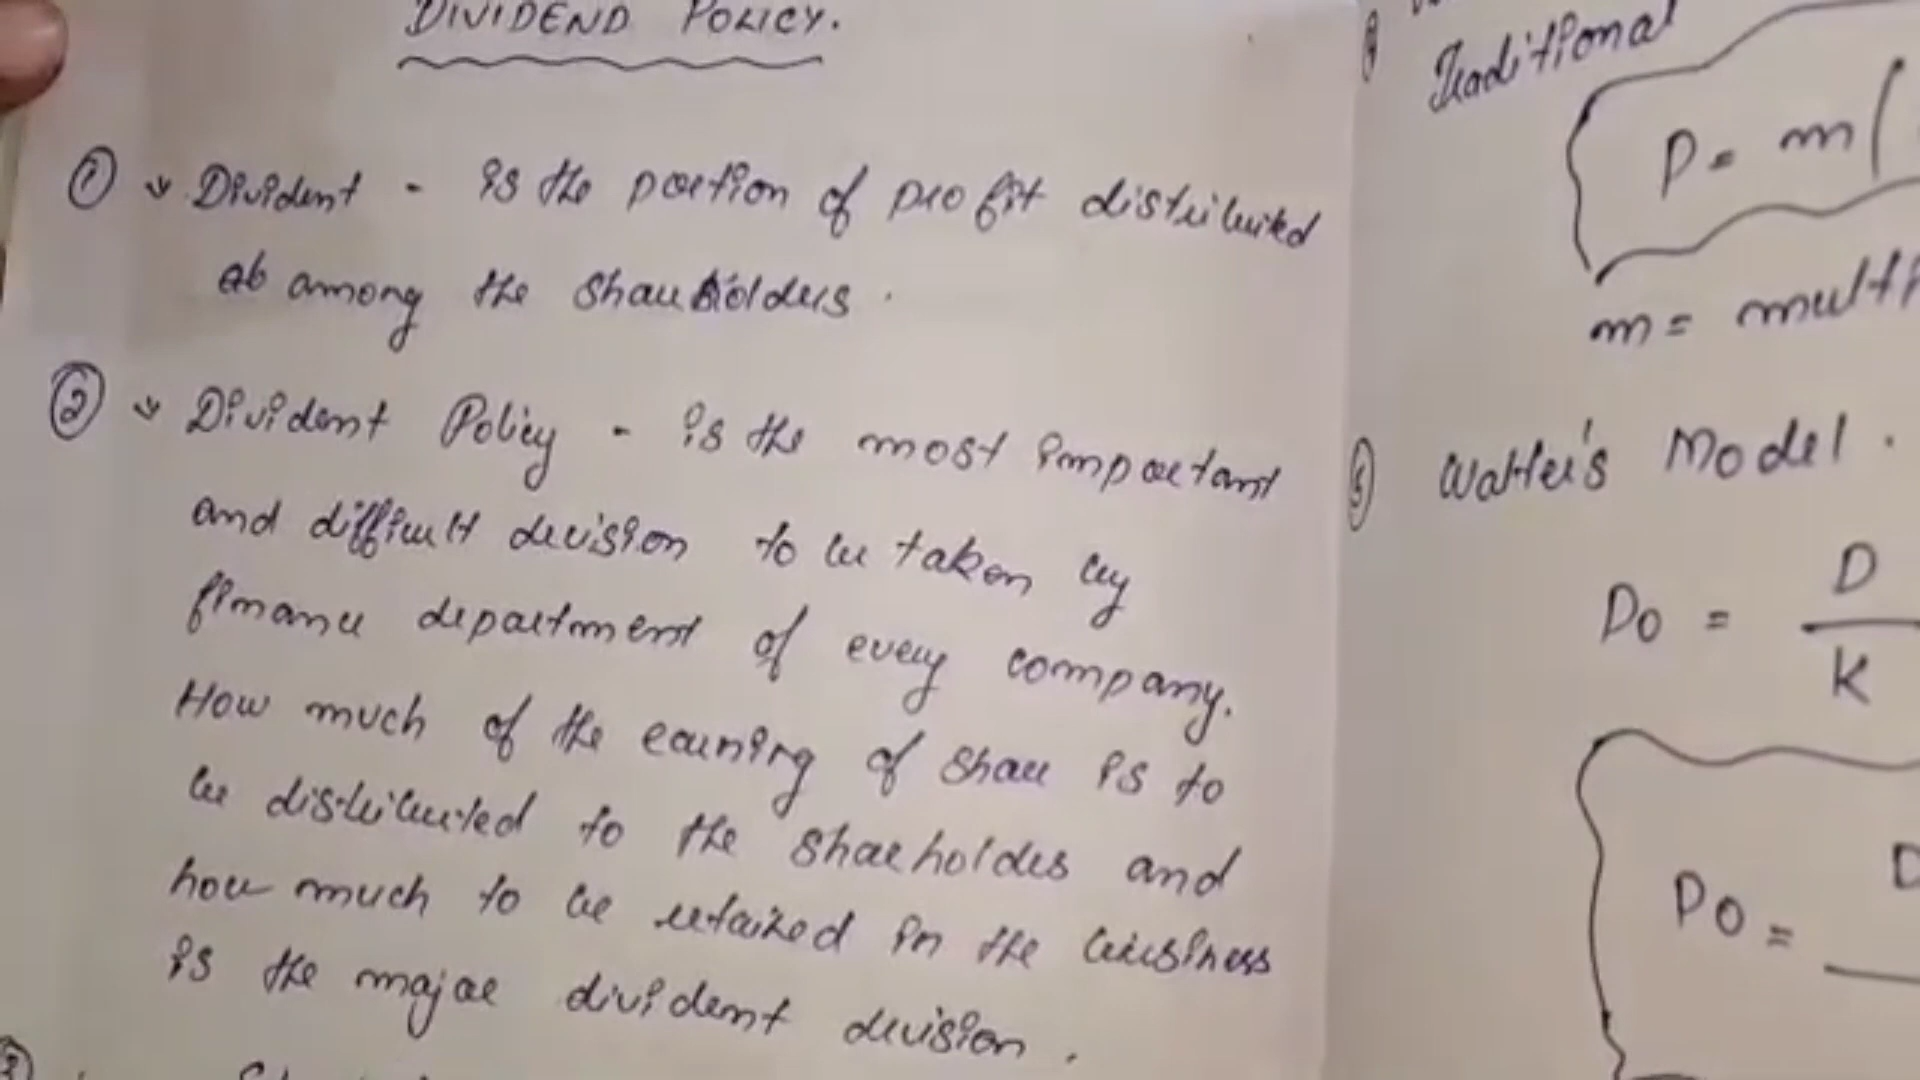 DIVIDEND POLICY.
① Divident - is the portion of profit distributed
ab among the shareholders.
② Divident Policy - is the most important
and difficult decision to be taken by
finance department of every company.
How much of the earning of share is to
be distributed to the shareholdes and
how much to be retained in the business
is the major divident decision.
Traditional
P = m(
m = multi
⑤ Walter's Model.
Po = D
K
Po = D